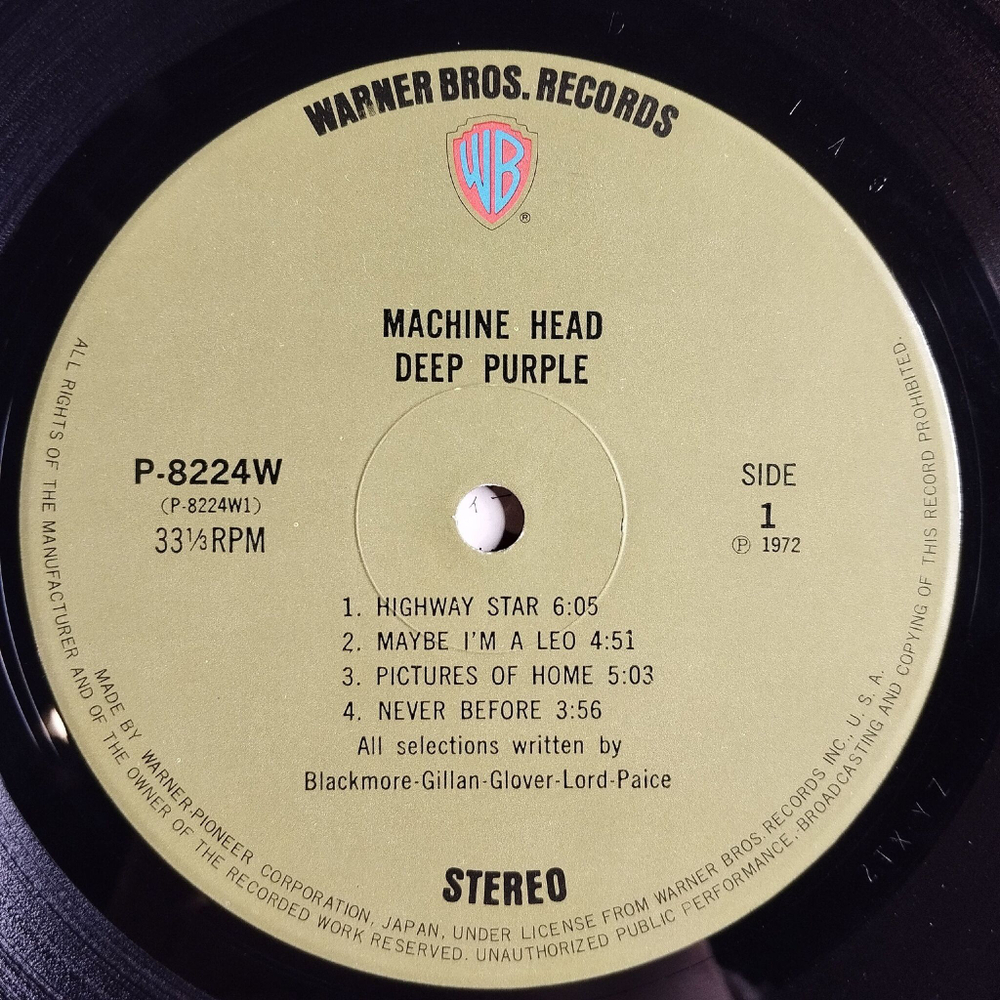 WARNER BROS. RECORDS
WB
®
MACHINE HEAD
DEEP PURPLE
P-8224W
(P-8224W1)
33⅓ RPM
SIDE
1
Ⓟ 1972
1. HIGHWAY STAR 6:05
2. MAYBE I'M A LEO 4:51
3. PICTURES OF HOME 5:03
4. NEVER BEFORE 3:56
All selections written by
Blackmore-Gillan-Glover-Lord-Paice
STEREO
MADE BY WARNER-PIONEER CORPORATION, JAPAN, UNDER LICENSE FROM WARNER BROS. RECORDS INC., U. S. A.
ALL RIGHTS OF THE MANUFACTURER AND OF THE OWNER OF THE RECORDED WORK RESERVED. UNAUTHORIZED PUBLIC PERFORMANCE, BROADCASTING AND COPYING OF THIS RECORD PROHIBITED.